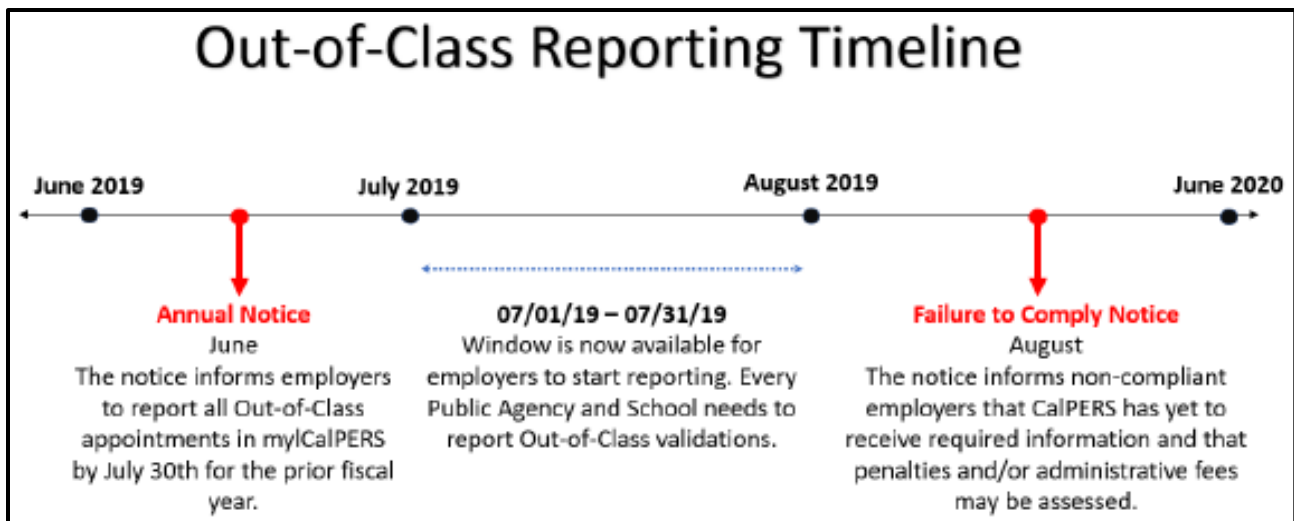 Out-of-Class Reporting Timeline
June 2019
July 2019
August 2019
June 2020
Annual Notice
June
The notice informs employers
to report all Out-of-Class
appointments in mylCalPERS
by July 30th for the prior fiscal
year.
07/01/19 – 07/31/19
Window is now available for
employers to start reporting. Every
Public Agency and School needs to
report Out-of-Class validations.
Failure to Comply Notice
August
The notice informs non-compliant
employers that CalPERS has yet to
receive required information and that
penalties and/or administrative fees
may be assessed.